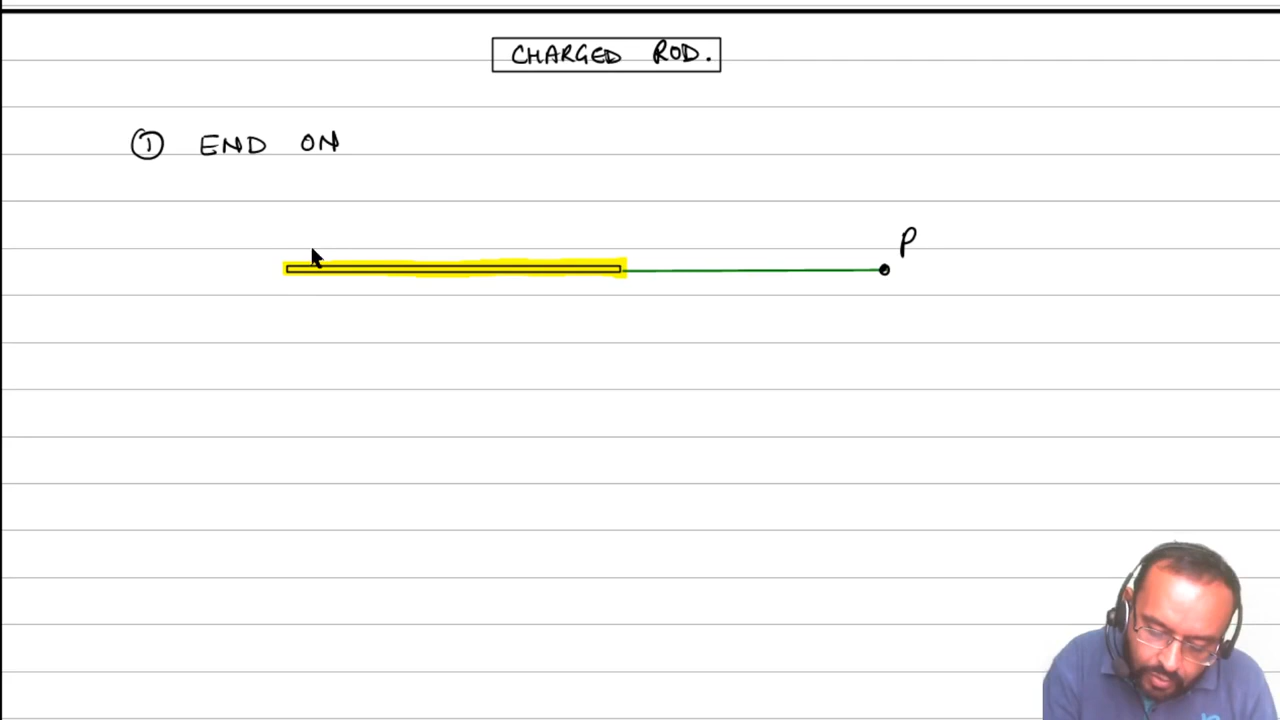 CHARGED ROD.
① END ON
P